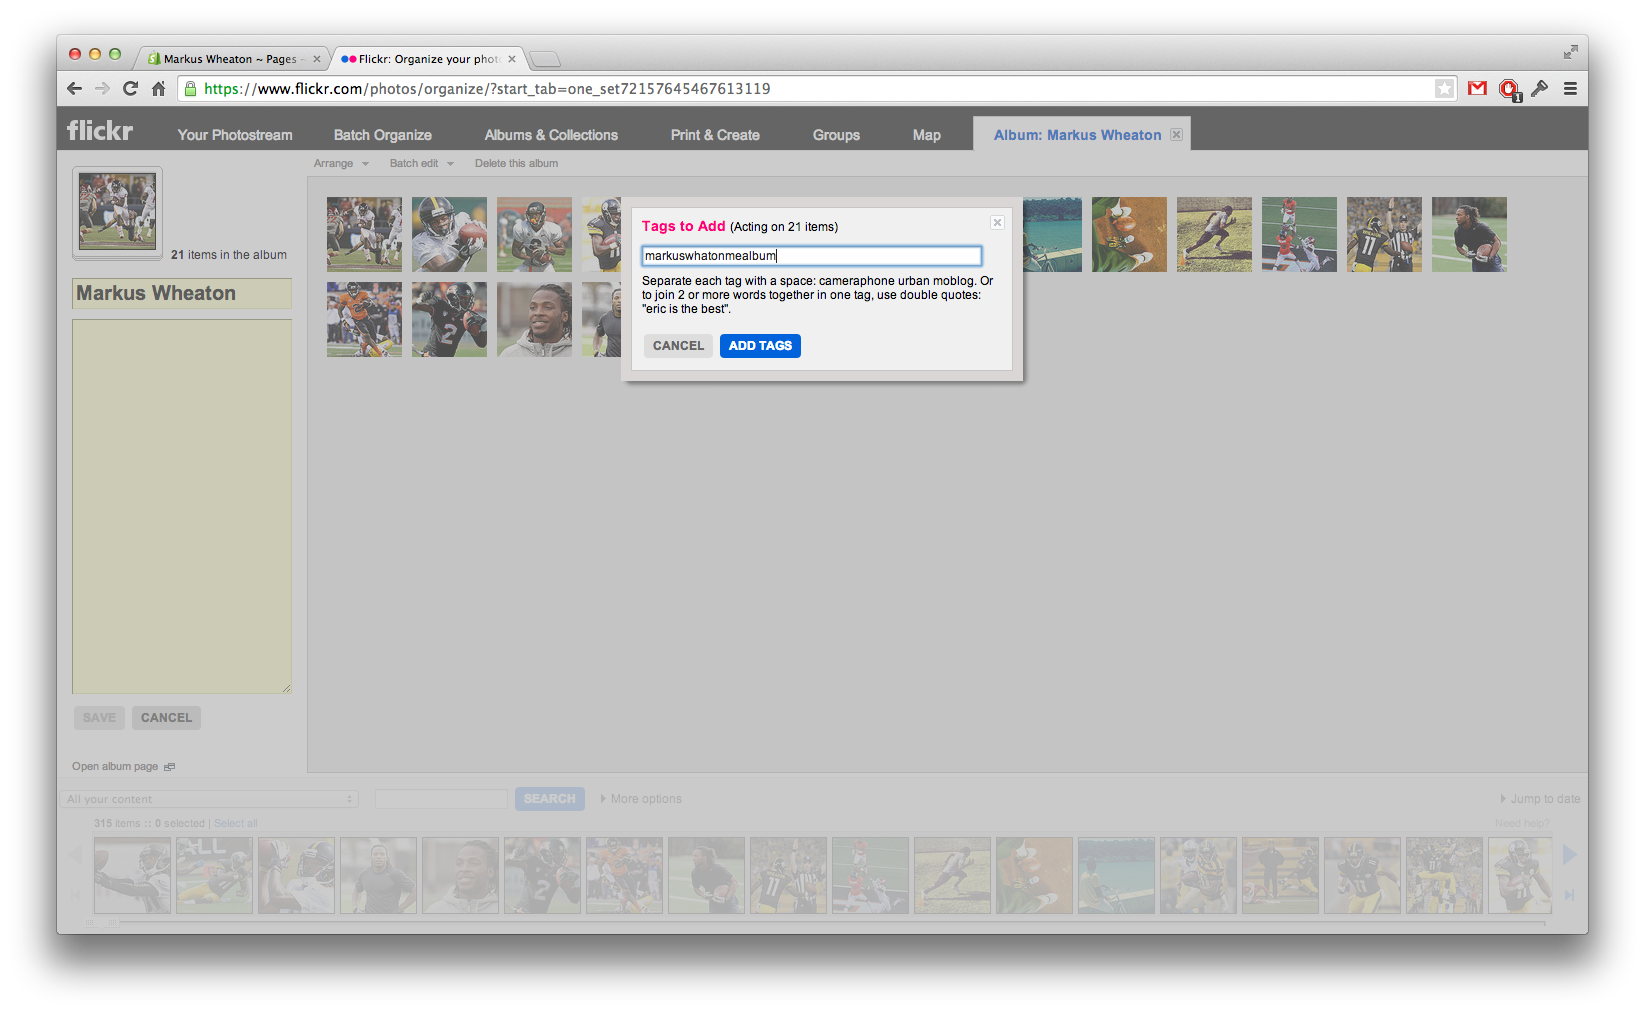 Markus Wheaton ~ Pages ~
Flickr: Organize your photo
https://www.flickr.com/photos/organize/?start_tab=one_set72157645467613119
1
flickr
Your Photostream
Batch Organize
Albums & Collections
Print & Create
Groups
Map
Album: Markus Wheaton
Arrange
Batch edit
Delete this album
21 items in the album
Markus Wheaton
Tags to Add (Acting on 21 items)
markuswhatonmealbum
Separate each tag with a space: cameraphone urban moblog. Or
to join 2 or more words together in one tag, use double quotes:
"eric is the best".
CANCEL
ADD TAGS
SAVE
CANCEL
Open album page
All your content
SEARCH
More options
Jump to date
315 items :: 0 selected | Select all
Need help?